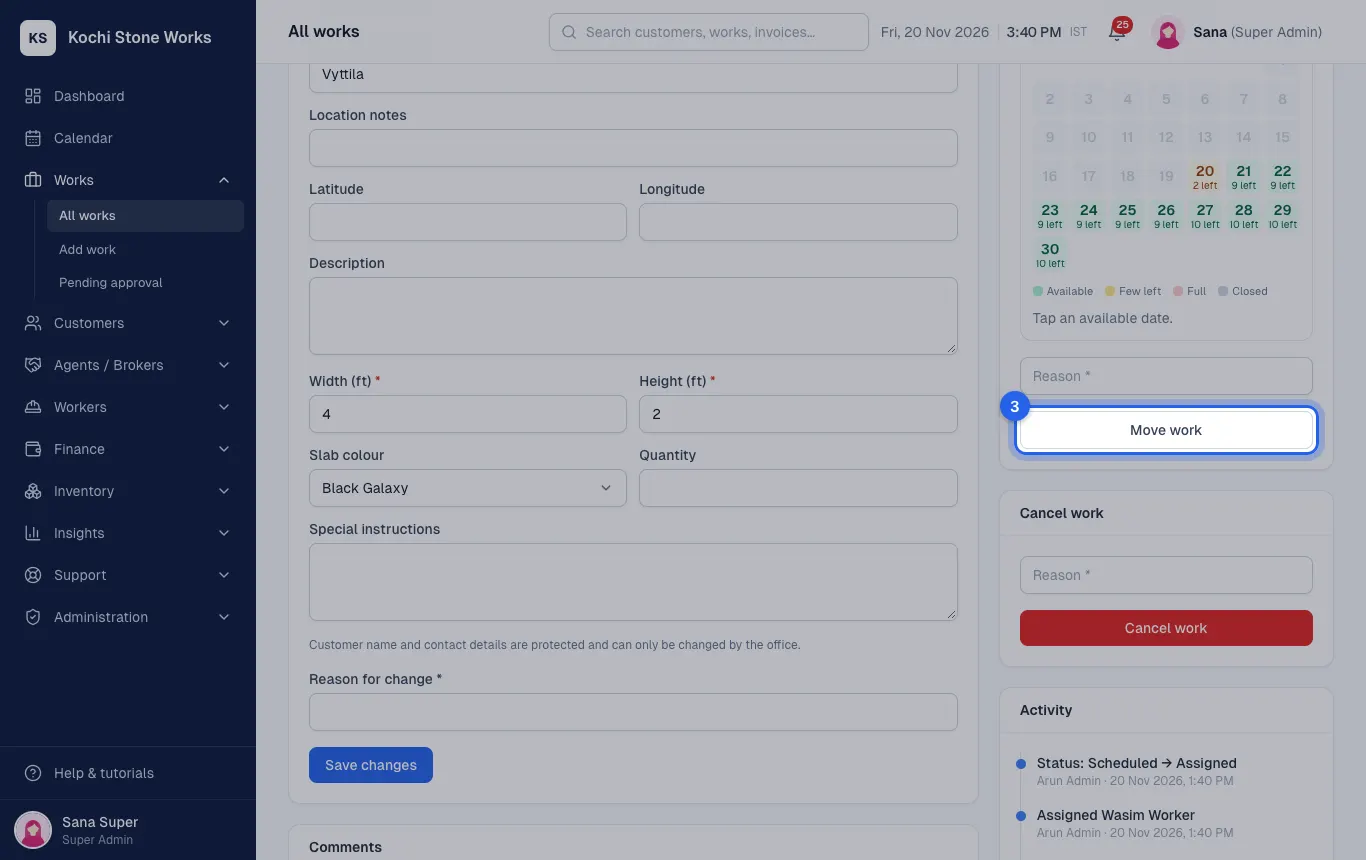 KS
Kochi Stone Works
Dashboard
Calendar
Works
All works
Add work
Pending approval
Customers
Agents / Brokers
Workers
Finance
Inventory
Insights
Support
Administration
Help & tutorials
Sana Super
Super Admin
All works
Search customers, works, invoices...
Fri, 20 Nov 2026
3:40 PM IST
25
Sana (Super Admin)
Vyttila
Location notes
Latitude
Longitude
Description
Width (ft) *
Height (ft) *
4
2
Slab colour
Quantity
Black Galaxy
Special instructions
Customer name and contact details are protected and can only be changed by the office.
Reason for change *
Save changes
Comments
2 3 4 5 6 7 8
9 10 11 12 13 14 15
16 17 18 19 20 21 22
2 left 9 left 9 left
23 24 25 26 27 28 29
9 left 9 left 9 left 9 left 10 left 10 left 10 left
30
10 left
Available Few left Full Closed
Tap an available date.
Reason *
3
Move work
Cancel work
Reason *
Cancel work
Activity
Status: Scheduled → Assigned
Arun Admin · 20 Nov 2026, 1:40 PM
Assigned Wasim Worker
Arun Admin · 20 Nov 2026, 1:40 PM